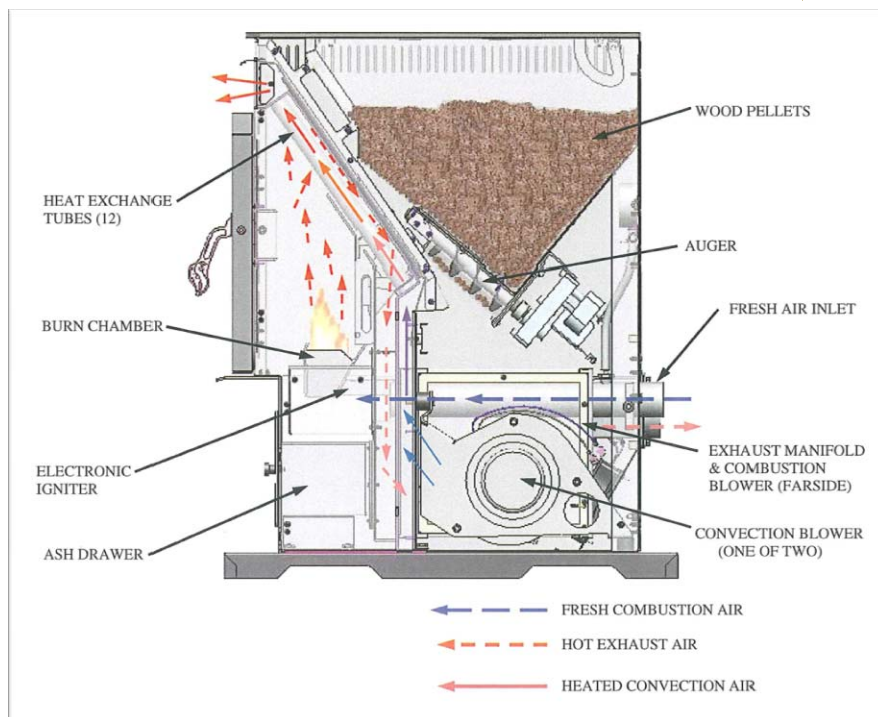 WOOD PELLETS
HEAT EXCHANGE
TUBES (12)
AUGER
FRESH AIR INLET
BURN CHAMBER
EXHAUST MANIFOLD
& COMBUSTION
BLOWER (FARSIDE)
ELECTRONIC
IGNITER
CONVECTION BLOWER
(ONE OF TWO)
ASH DRAWER
FRESH COMBUSTION AIR
HOT EXHAUST AIR
HEATED CONVECTION AIR